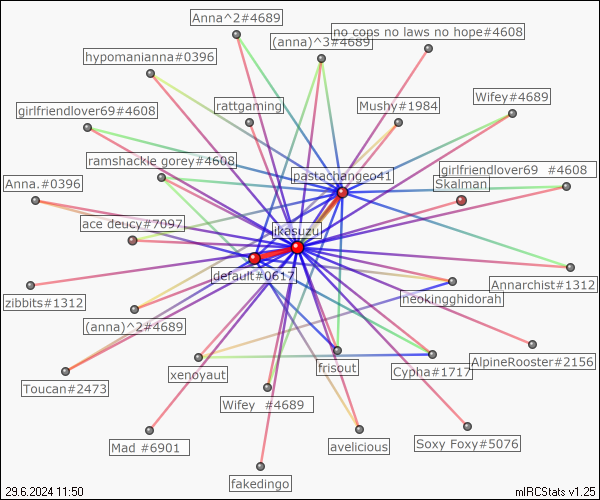 Anna^2#4689
no cops no laws no hope#4608
(anna)^3#4689
hypomanianna#0396
Wifey#4689
rattgaming
Mushy#1984
girlfriendlover69#4608
ramshackle gorey#4608
girlfriendlover69 #4608
pastachangeo41
Skalman
Anna.#0396
ace deucy#7097
jkasuzu
default#0617
Annarchist#1312
zibbits#1312
neokingghidorah
(anna)^2#4689
AlpineRooster#2156
frisout
Cypha#1717
xenoyaut
Toucan#2473
Wifey #4689
Mad #6901
avelicious
Soxy Foxy#5076
fakedingo
29.6.2024 11:50
mIRCStats v1.25